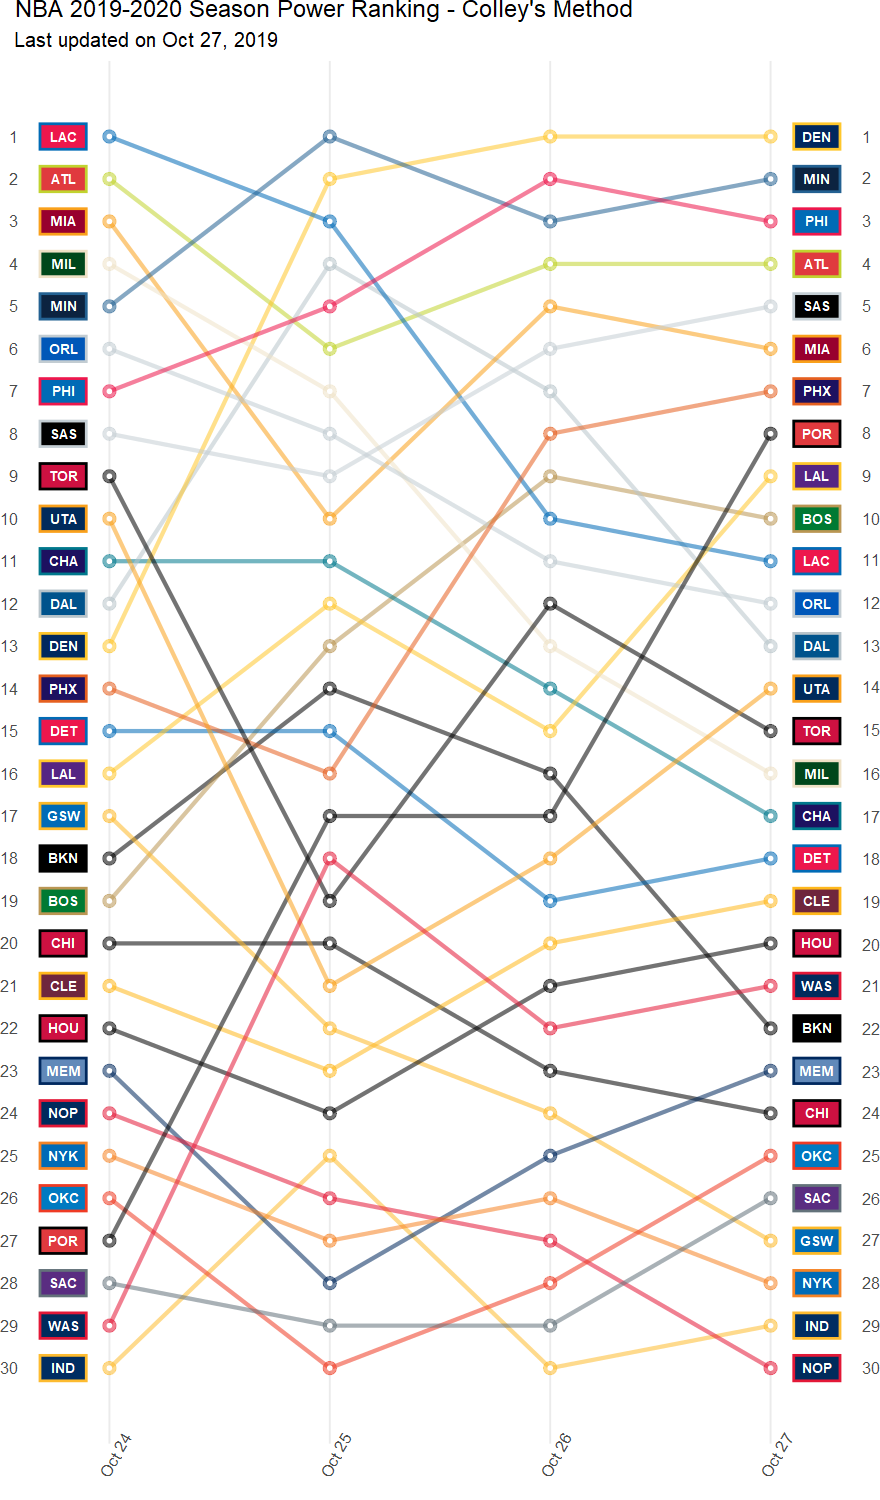 NBA 2019-2020 Season Power Ranking - Colley's Method
Last updated on Oct 27, 2019
1 LAC DEN 1
2 ATL MIN 2
3 MIA PHI 3
4 MIL ATL 4
5 MIN SAS 5
6 ORL MIA 6
7 PHI PHX 7
8 SAS POR 8
9 TOR LAL 9
10 UTA BOS 10
11 CHA LAC 11
12 DAL ORL 12
13 DEN DAL 13
14 PHX UTA 14
15 DET TOR 15
16 LAL MIL 16
17 GSW CHA 17
18 BKN DET 18
19 BOS CLE 19
20 CHI HOU 20
21 CLE WAS 21
22 HOU BKN 22
23 MEM MEM 23
24 NOP CHI 24
25 NYK OKC 25
26 OKC SAC 26
27 POR GSW 27
28 SAC NYK 28
29 WAS IND 29
30 IND NOP 30
Oct 24 Oct 25 Oct 26 Oct 27